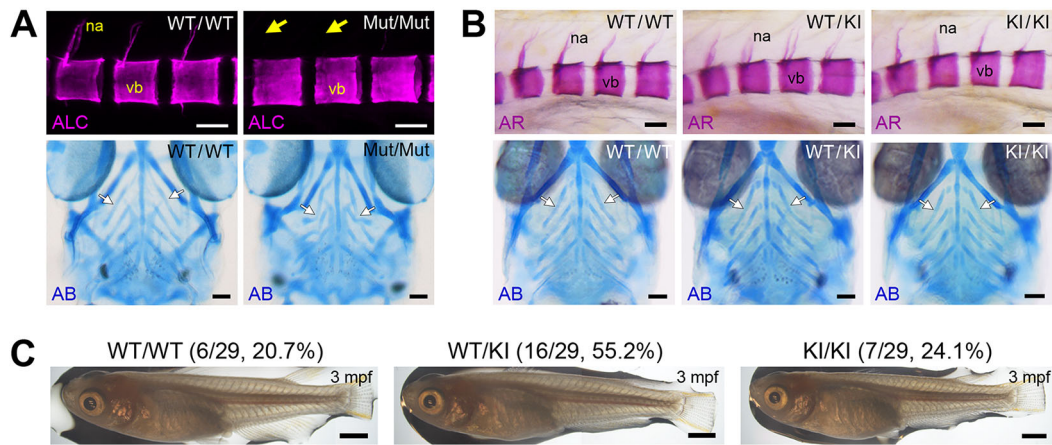 A
na
WT/WT
vb
ALC
Mut/Mut
vb
ALC
WT/WT
AB
Mut/Mut
AB
B
na
WT/WT
vb
AR
na
WT/KI
vb
AR
na
KI/KI
vb
AR
WT/WT
AB
WT/KI
AB
KI/KI
AB
C
WT/WT (6/29, 20.7%)
3 mpf
WT/KI (16/29, 55.2%)
3 mpf
KI/KI (7/29, 24.1%)
3 mpf